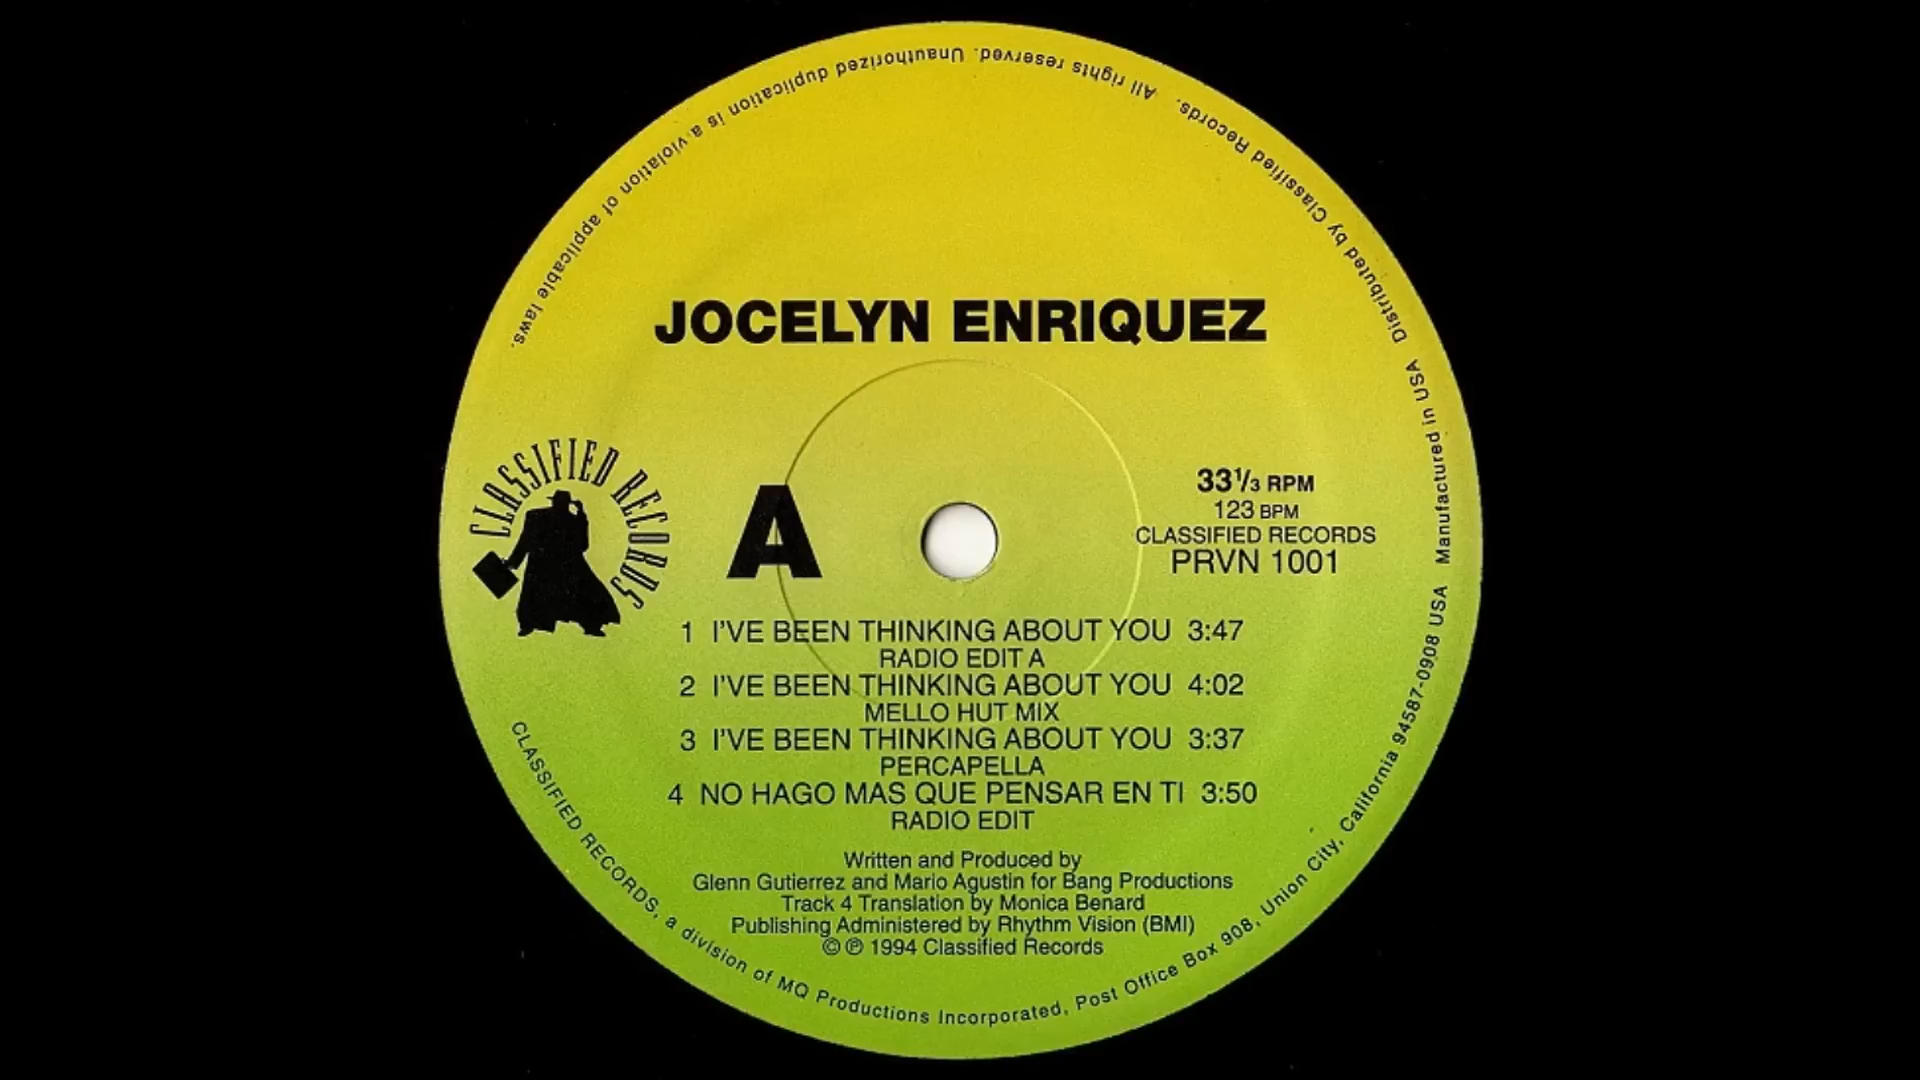 JOCELYN ENRIQUEZ
CLASSIFIED RECORDS
A
33⅓ RPM
123 BPM
CLASSIFIED RECORDS
PRVN 1001
1 I'VE BEEN THINKING ABOUT YOU 3:47
RADIO EDIT A
2 I'VE BEEN THINKING ABOUT YOU 4:02
MELLO HUT MIX
3 I'VE BEEN THINKING ABOUT YOU 3:37
PERCAPELLA
4 NO HAGO MAS QUE PENSAR EN TI 3:50
RADIO EDIT
Written and Produced by
Glenn Gutierrez and Mario Agustin for Bang Productions
Track 4 Translation by Monica Benard
Publishing Administered by Rhythm Vision (BMI)
© ℗ 1994 Classified Records
CLASSIFIED RECORDS, a division of MQ Productions Incorporated, Post Office Box 908, Union City, California 94587-0908 USA Manufactured in USA Distributed by Classified Records. All rights reserved. Unauthorized duplication is a violation of applicable laws.